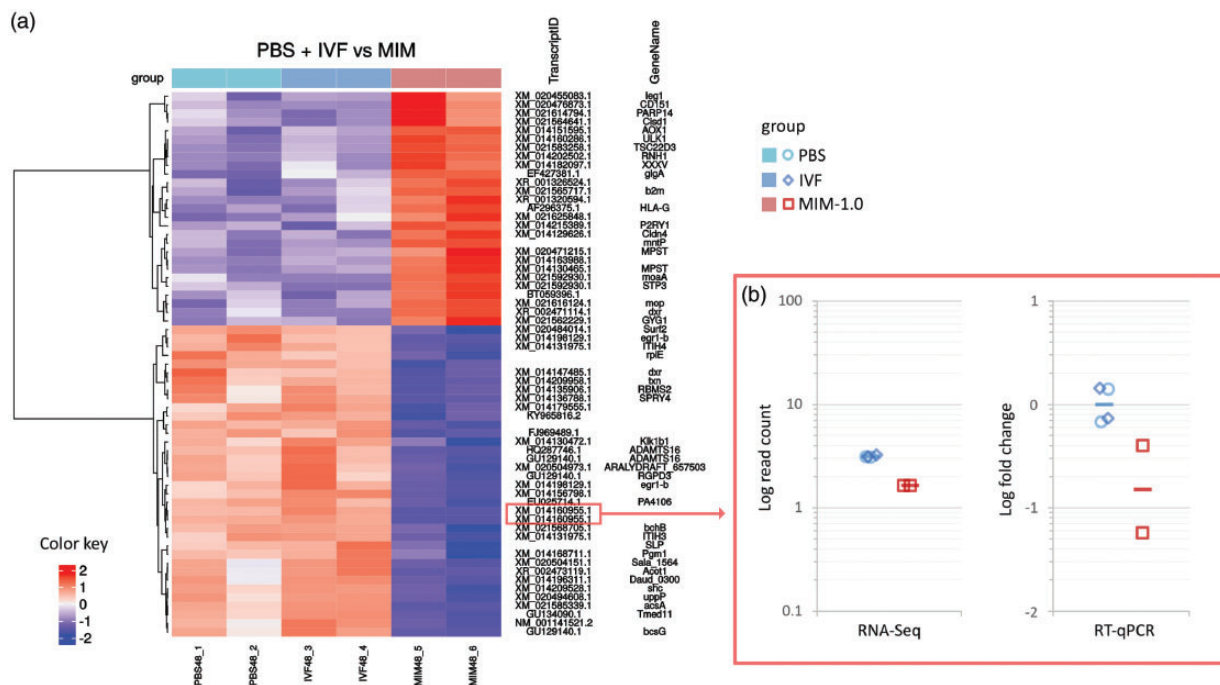 (a)
PBS + IVF vs MIM
TranscriptID
GeneName
group
XM_020455083.1 leg1
XM_020476873.1 CD151
XM_021614794.1 PARP14
XM_021564641.1 Cisd1
XM_014151595.1 AOX1
XM_014160286.1 ULK1
XM_021583258.1 TSC22D3
XM_014202502.1 RNH1
XM_014182097.1 XXXV
EF427381.1 glgA
XR_001326524.1
XM_021565717.1 b2m
XR_001320594.1
AF296375.1 HLA-G
XM_021625848.1
XM_014215389.1 P2RY1
XM_014129626.1 Cldn4
mntP
XM_020471215.1 MPST
XM_014163988.1
XM_014130465.1 MPST
XM_021592930.1 moaA
XM_021592930.1 STP3
BT059396.1
XM_021616124.1 mop
XR_002471114.1 dxr
XM_021562229.1 GYG1
XM_020484014.1 Surf2
XM_014198129.1 egr1-b
XM_014131975.1 ITIH4
rplE
XM_014147485.1 dxr
XM_014209958.1 txn
XM_014135906.1 RBMS2
XM_014136788.1 SPRY4
XM_014179555.1
KY965816.2
FJ969489.1
XM_014130472.1 Klk1b1
HQ287746.1 ADAMTS16
GU129140.1 ADAMTS16
XM_020504973.1 ARALYDRAFT_657503
GU129140.1 RGPD3
XM_014198129.1 egr1-b
XM_014156798.1
EU025714.1 PA4106
XM_014160955.1
XM_014160955.1
XM_021568705.1 bchB
XM_014131975.1 ITIH3
SLP
XM_014168711.1 Pgm1
XM_020504151.1 Sala_1564
XR_002473119.1 Acot1
XM_014196311.1 Daud_0300
XM_014209528.1 shc
XM_020494608.1 uppP
XM_021585339.1 acsA
GU134090.1 Tmed11
NM_001141521.2
GU129140.1 bcsG
PBS48_1
PBS48_2
IVF48_3
IVF48_4
MIM48_5
MIM48_6
Color key
2
1
0
-1
-2
group
PBS
IVF
MIM-1.0
(b)
Log read count
100
10
1
0.1
RNA-Seq
Log fold change
1
0
-1
-2
RT-qPCR